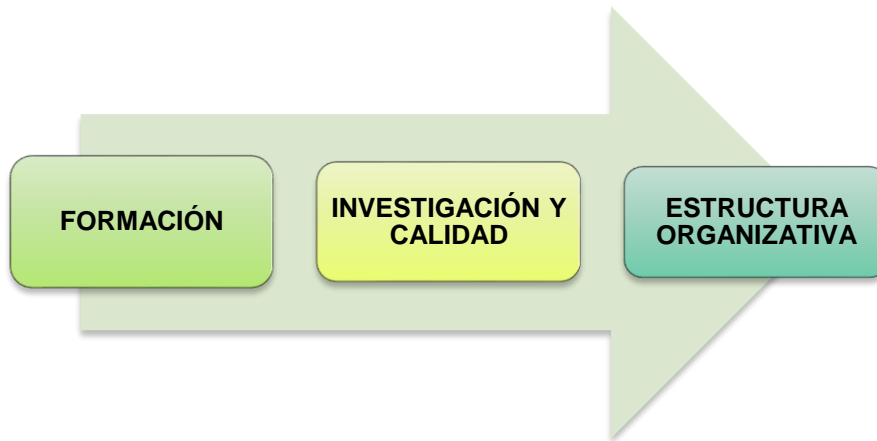 FORMACIÓN
INVESTIGACIÓN Y
CALIDAD
ESTRUCTURA
ORGANIZATIVA